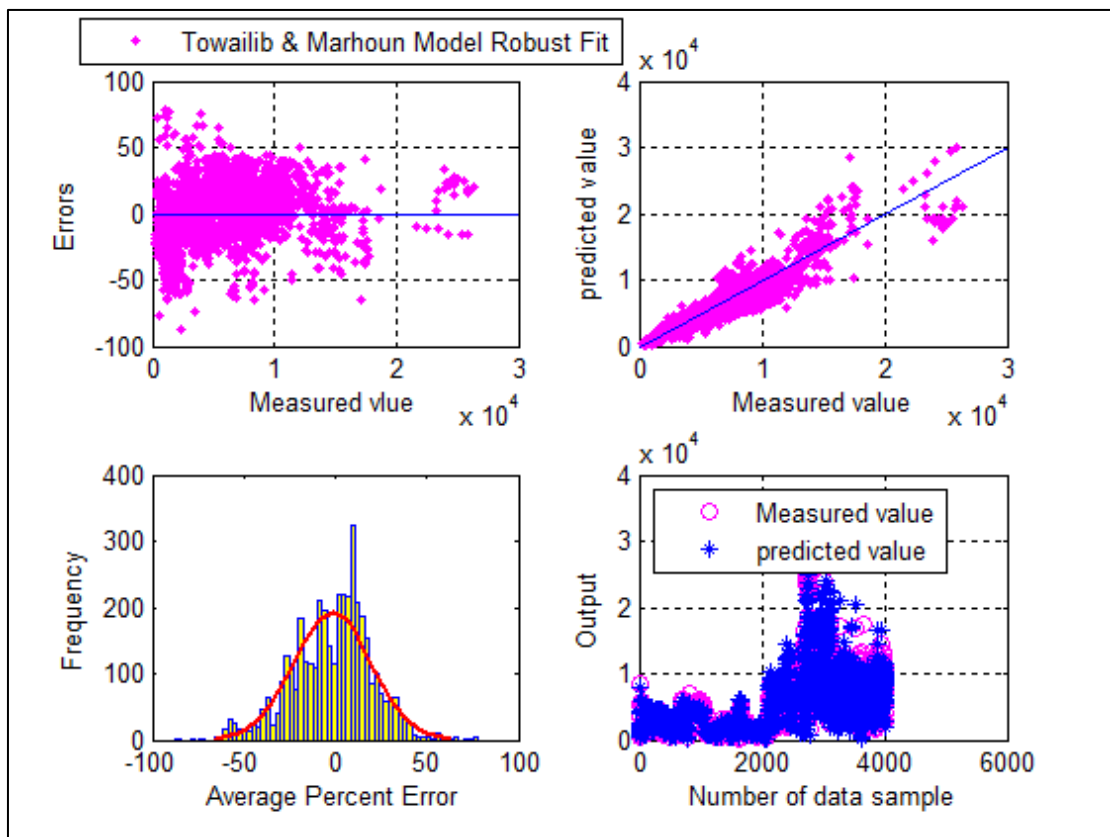 Towailib & Marhoun Model Robust Fit
100
50
0
-50
-100
Errors
0 1 2 3
Measured vlue
x 10^4
x 10^4
4
3
2
1
0
predicted value
0 1 2 3
Measured value
x 10^4
400
300
200
100
0
Frequency
-100 -50 0 50 100
Average Percent Error
x 10^4
4
3
2
1
0
Output
Measured value
predicted value
0 2000 4000 6000
Number of data sample